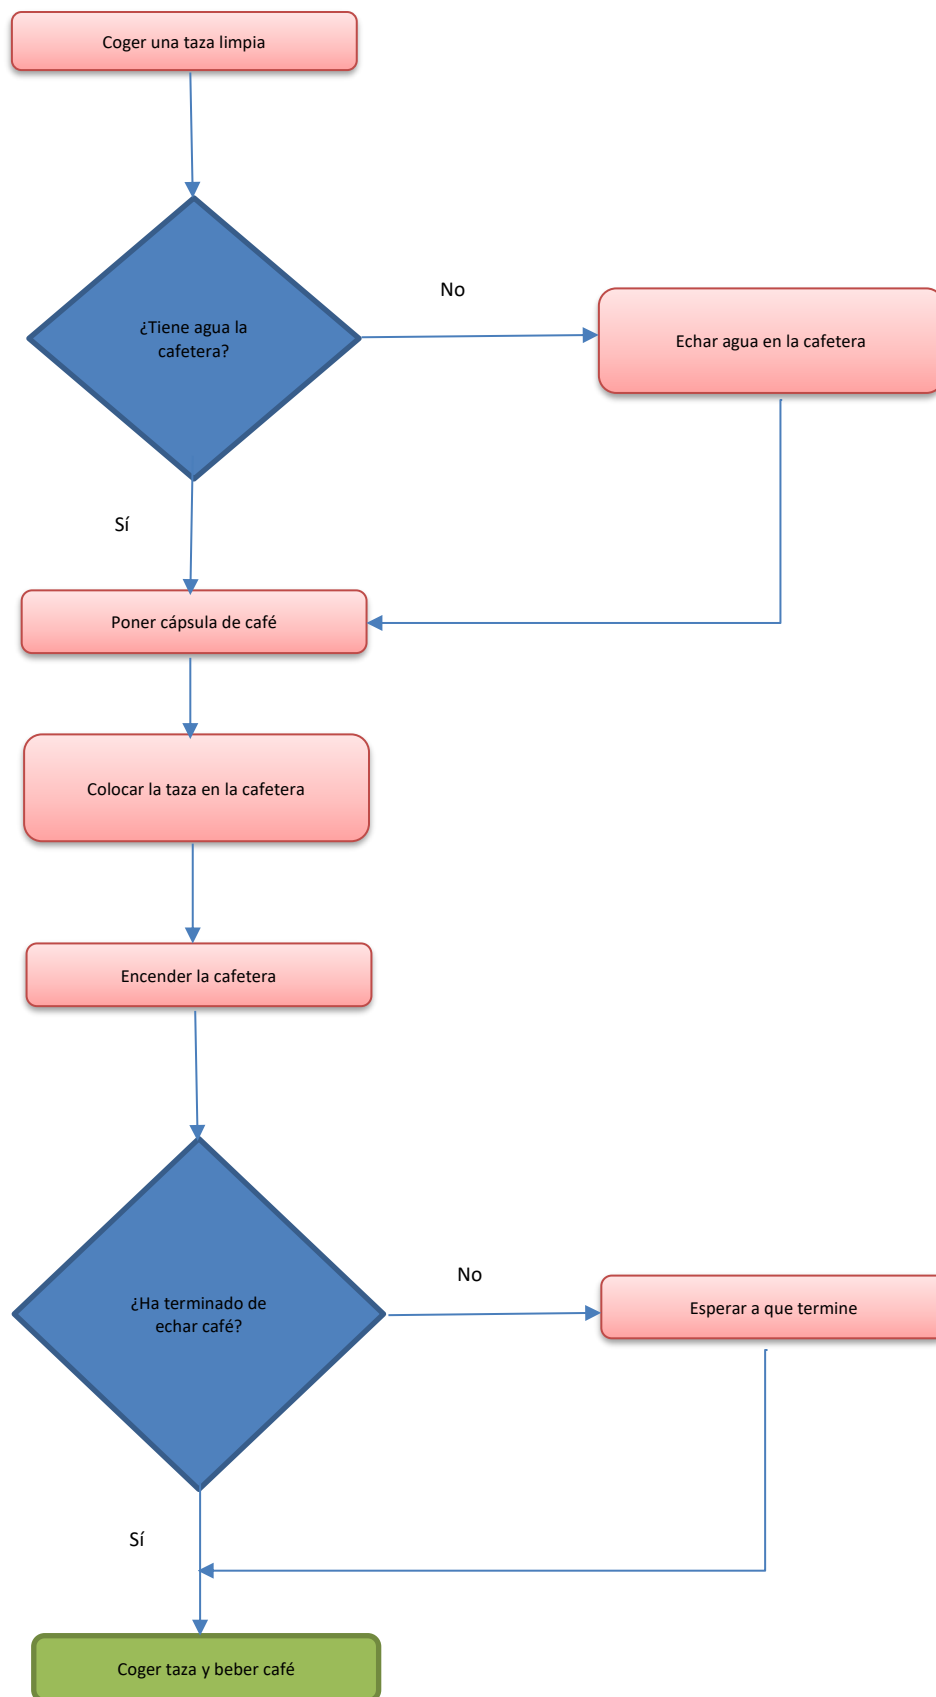 Coger una taza limpia
¿Tiene agua la
cafetera?
No
Echar agua en la cafetera
Sí
Poner cápsula de café
Colocar la taza en la cafetera
Encender la cafetera
¿Ha terminado de
echar café?
No
Esperar a que termine
Sí
Coger taza y beber café